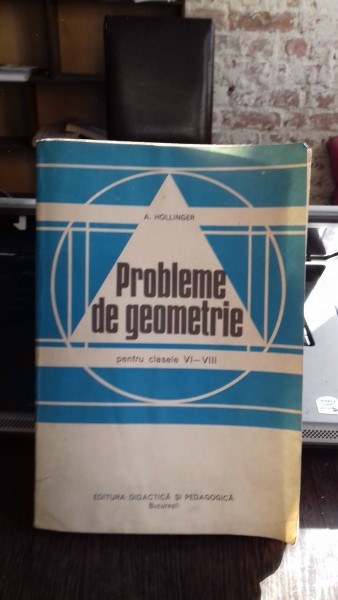 A. HOLLINGER
Probleme
de geometrie
pentru clasele VI—VIII
EDITURA DIDACTICĂ ȘI PEDAGOGICĂ
București